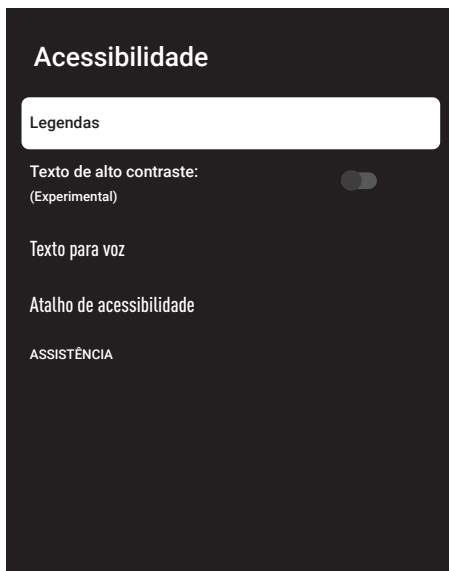 Acessibilidade
Legendas
Texto de alto contraste:
(Experimental)
Texto para voz
Atalho de acessibilidade
ASSISTÊNCIA